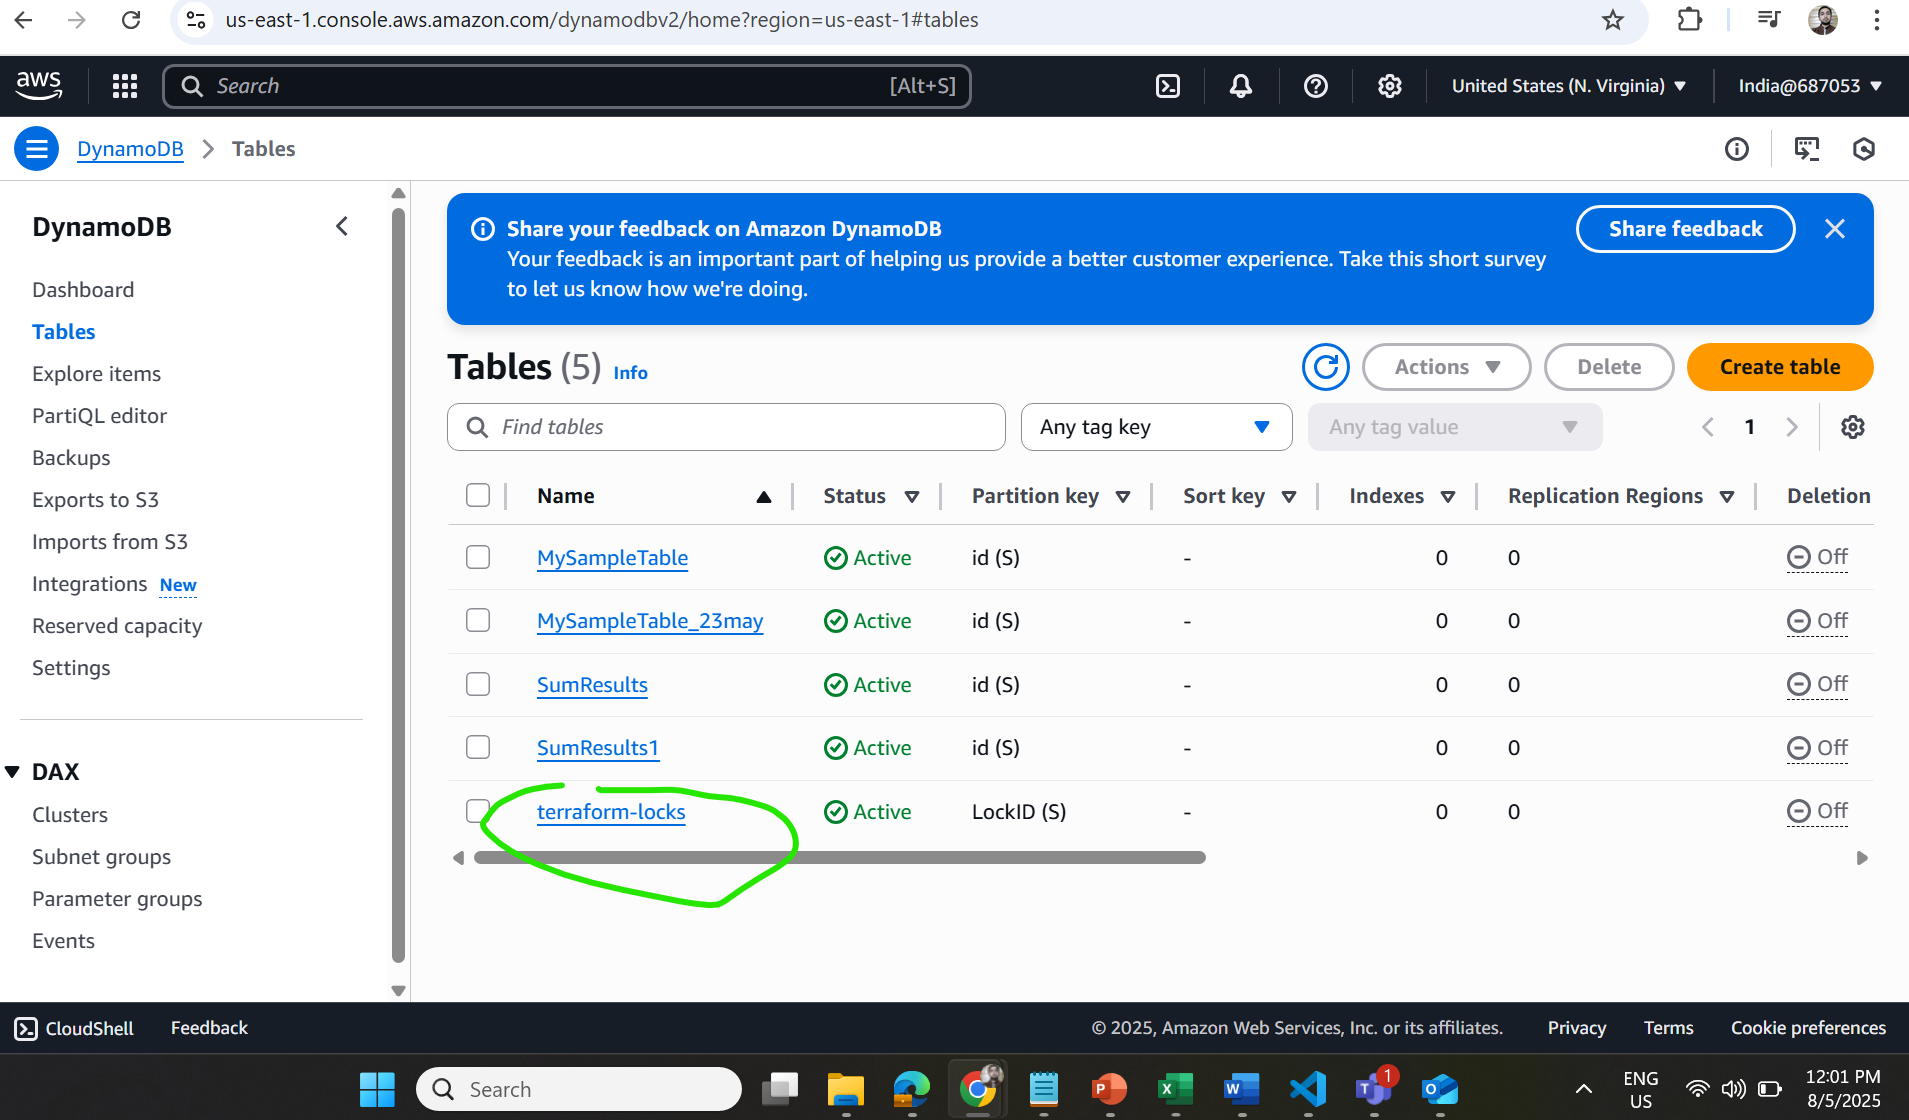 us-east-1.console.aws.amazon.com/dynamodbv2/home?region=us-east-1#tables
aws
Search
[Alt+S]
United States (N. Virginia)
India@687053
DynamoDB
Tables
DynamoDB
Dashboard
Tables
Explore items
PartiQL editor
Backups
Exports to S3
Imports from S3
Integrations New
Reserved capacity
Settings
DAX
Clusters
Subnet groups
Parameter groups
Events
Share your feedback on Amazon DynamoDB
Your feedback is an important part of helping us provide a better customer experience. Take this short survey
to let us know how we're doing.
Share feedback
Tables (5) Info
Actions
Delete
Create table
Find tables
Any tag key
Any tag value
1
Name Status Partition key Sort key Indexes Replication Regions Deletion
MySampleTable Active id (S) - 0 0 Off
MySampleTable_23may Active id (S) - 0 0 Off
SumResults Active id (S) - 0 0 Off
SumResults1 Active id (S) - 0 0 Off
terraform-locks Active LockID (S) - 0 0 Off
CloudShell Feedback © 2025, Amazon Web Services, Inc. or its affiliates. Privacy Terms Cookie preferences
Search
P
X
W
T
1
O
ENG
US
12:01 PM
8/5/2025